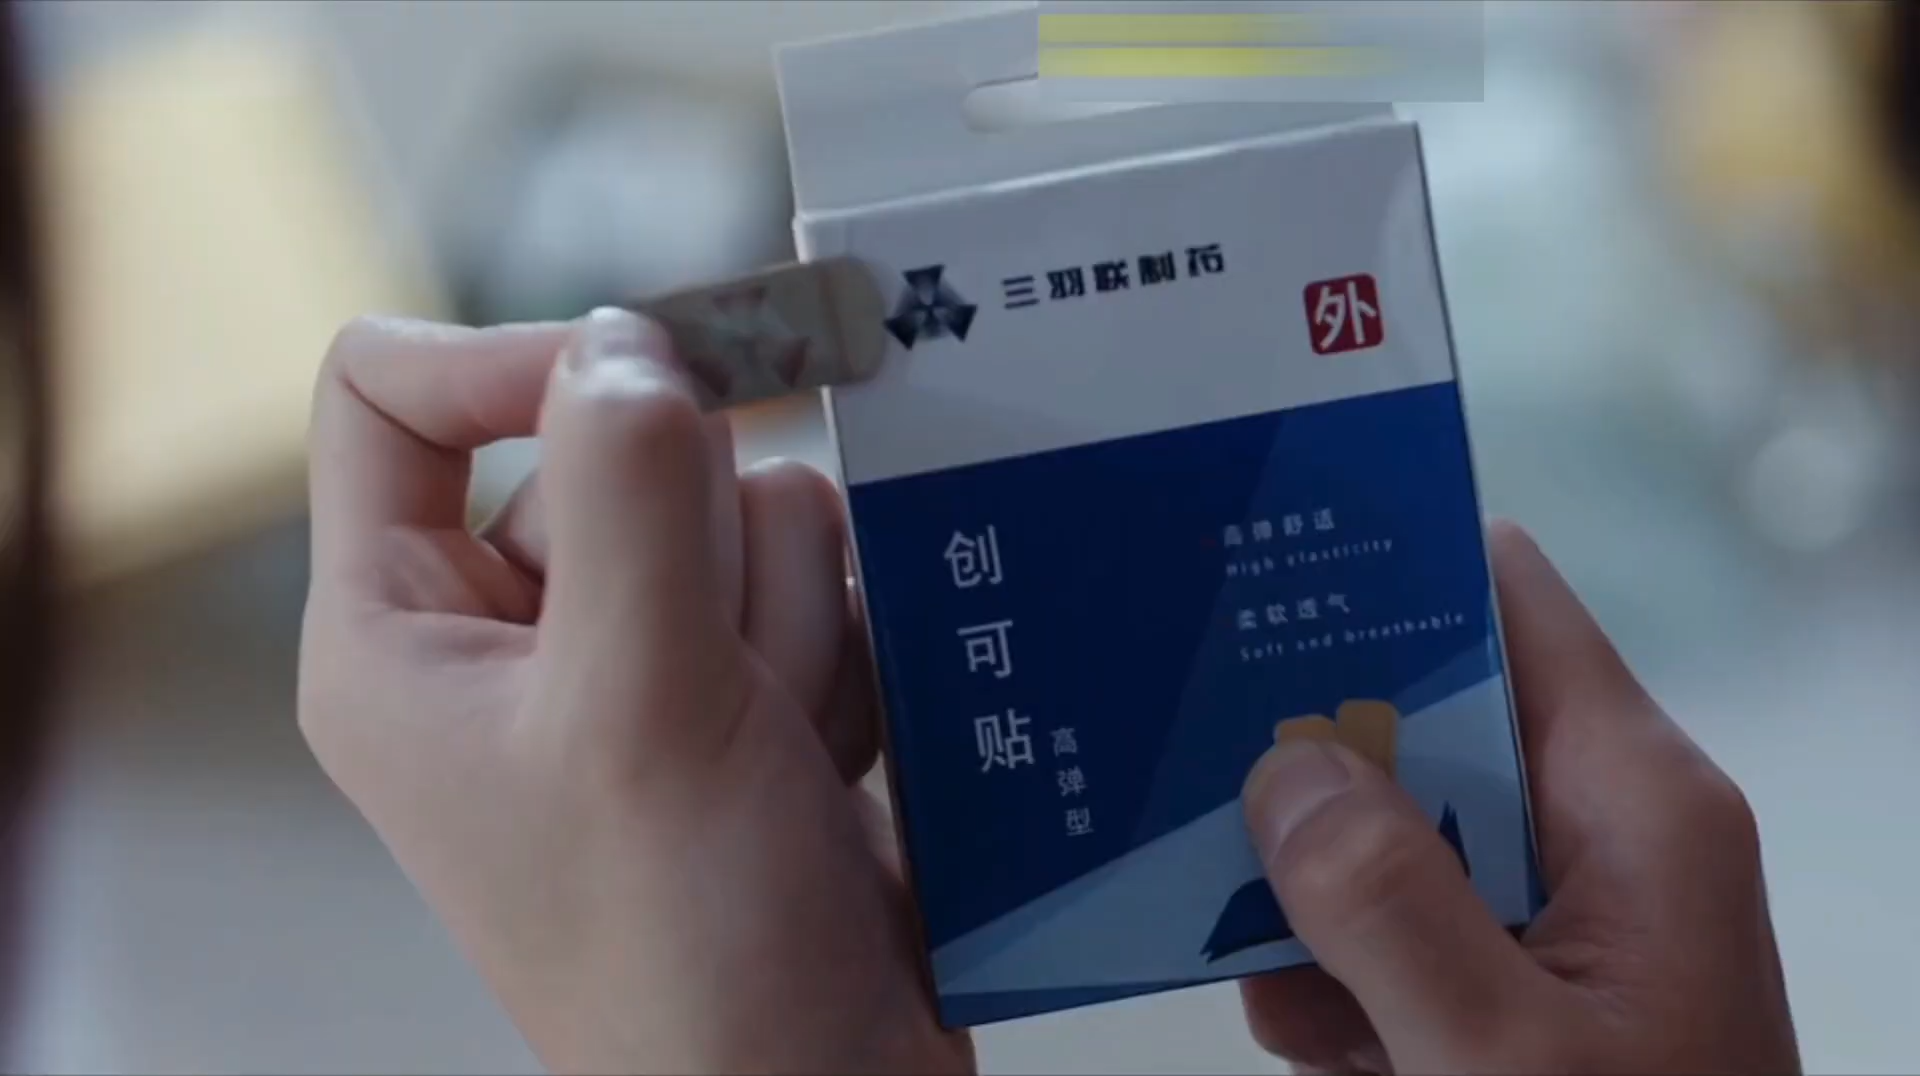 三羽联制药
外
创可贴
高弹型
高弹舒适
High elasticity
柔软透气
Soft and breathable